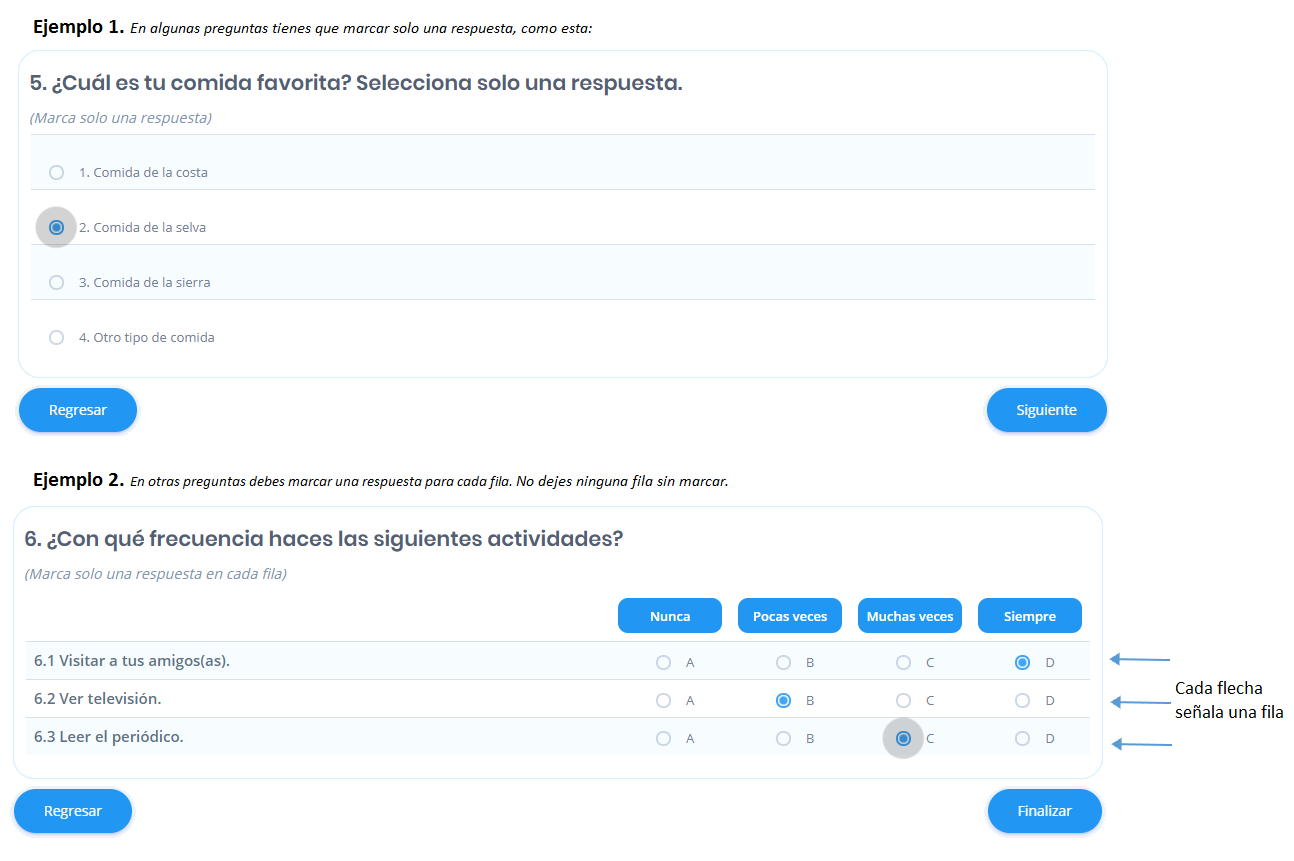 Ejemplo 1. En algunas preguntas tienes que marcar solo una respuesta, como esta:
5. ¿Cuál es tu comida favorita? Selecciona solo una respuesta.
(Marca solo una respuesta)
1. Comida de la costa
2. Comida de la selva
3. Comida de la sierra
4. Otro tipo de comida
Regresar Siguiente
Ejemplo 2. En otras preguntas debes marcar una respuesta para cada fila. No dejes ninguna fila sin marcar.
6. ¿Con qué frecuencia haces las siguientes actividades?
(Marca solo una respuesta en cada fila)
Nunca Pocas veces Muchas veces Siempre
6.1 Visitar a tus amigos(as). A B C D
6.2 Ver televisión. A B C D
6.3 Leer el periódico. A B C D
Cada flecha
señala una fila
Regresar Finalizar